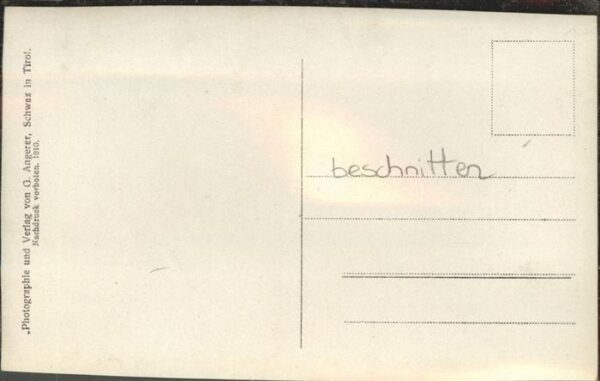 „Photographie und Verlag von G. Angerer, Schwaz in Tirol.
Nachdruck verboten. 1910.
beschnitten